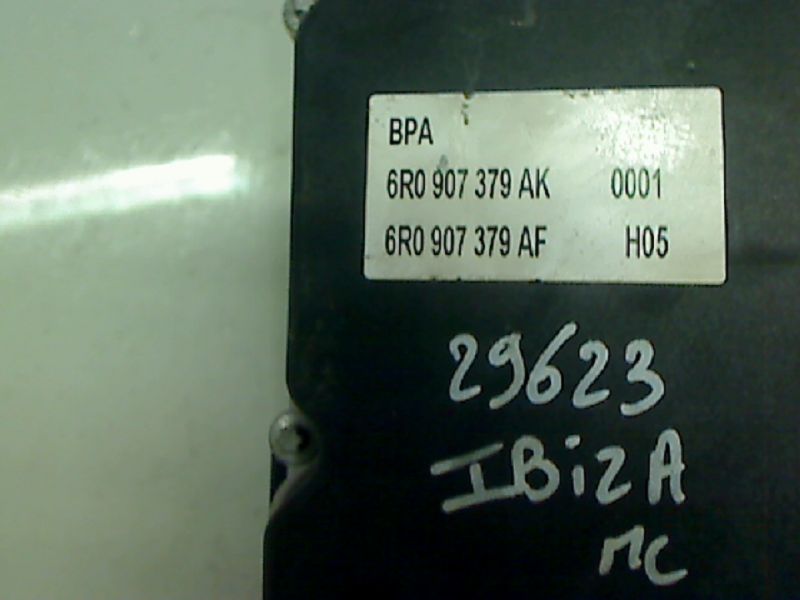 BPA
6R0 907 379 AK 0001
6R0 907 379 AF H05
29623
IBizA
MC